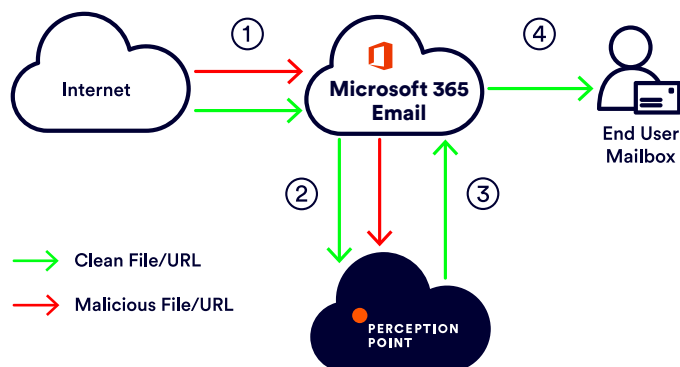 1
4
Internet
Microsoft 365
Email
End User
Mailbox
2
3
Clean File/URL
Malicious File/URL
PERCEPTION
POINT